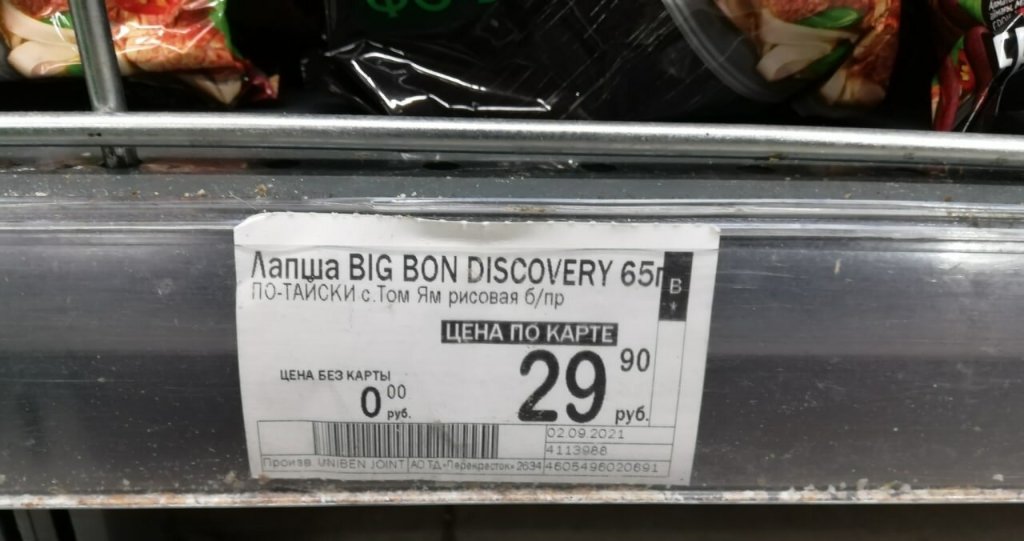 ФО
Лапша BIG BON DISCOVERY 65г
ПО-ТАЙСКИ с.Том Ям рисовая б/пр
В
*
ЦЕНА ПО КАРТЕ
29 90
руб.
ЦЕНА БЕЗ КАРТЫ
0 00
руб.
02.09.2021
4113988
Произв. UNIBEN JOINT АО ТД «Перекресток» 2634 4605496020691